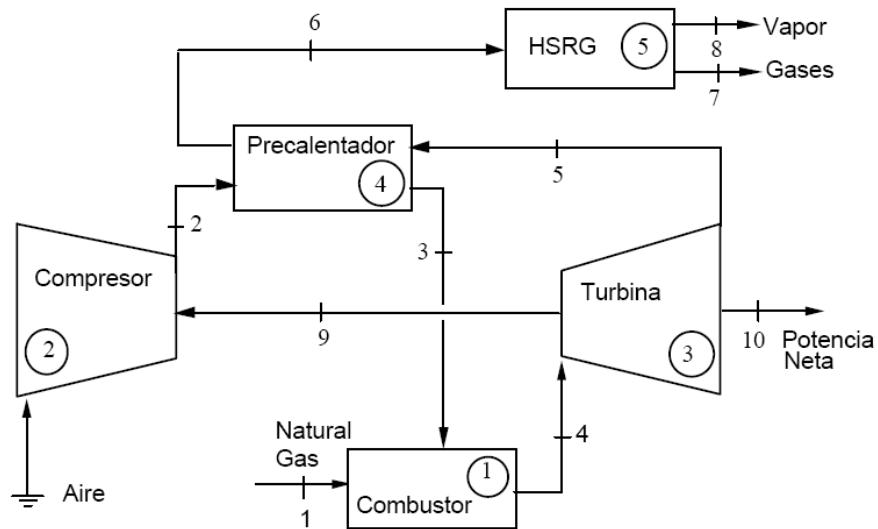 6
HSRG
5
Vapor
8
Gases
7
Precalentador
4
5
2
3
Compresor
2
9
Turbina
3
10
Potencia
Neta
4
Natural
Gas
1
Combustor
1
Aire